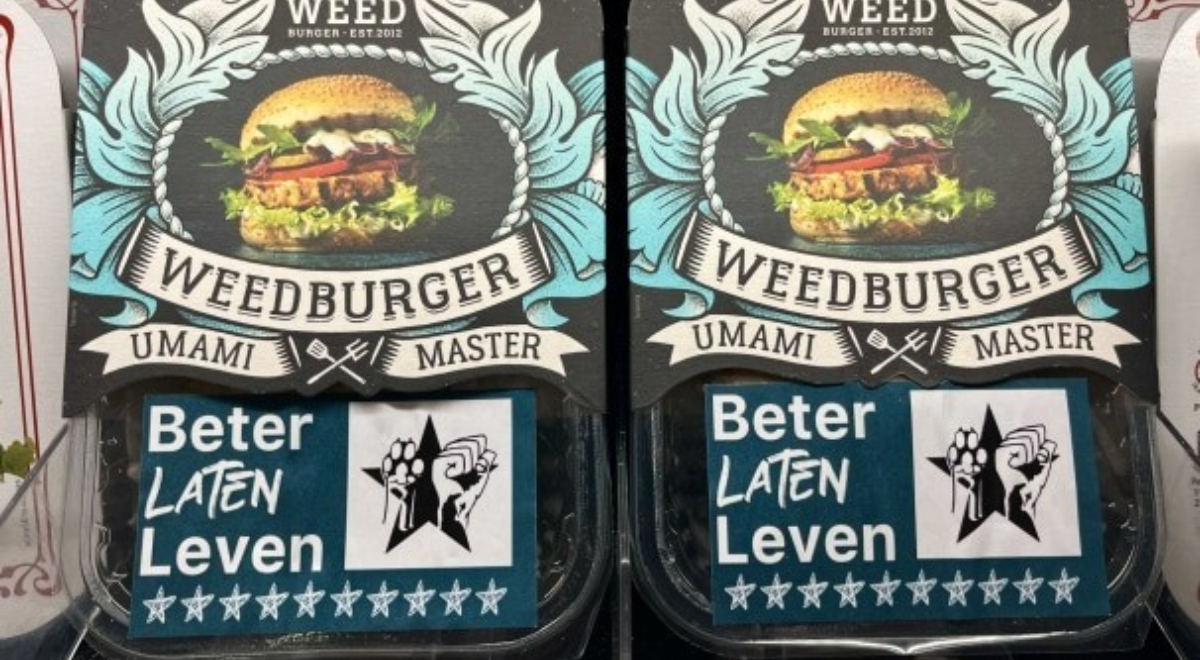 WEED
BURGER - EST.2012
WEEDBURGER
UMAMI MASTER
Beter
LATEN
Leven
WEED
BURGER - EST.2012
WEEDBURGER
UMAMI MASTER
Beter
LATEN
Leven